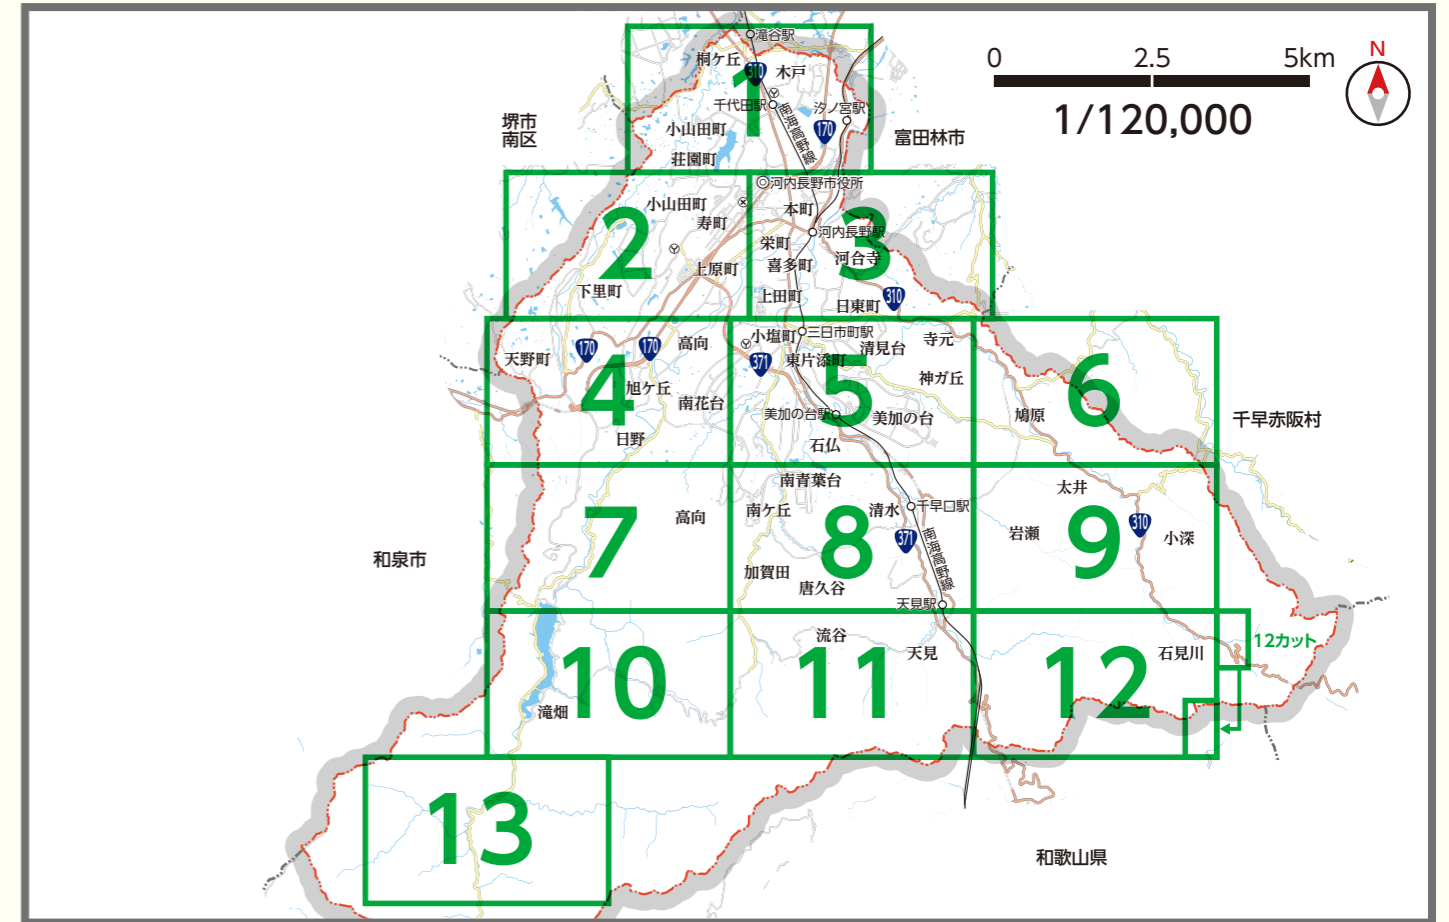 滝谷駅
0 2.5 5km
N
1/120,000
桐ケ丘
310
木戸
1
千代田駅
南海高野線
汐ノ宮駅
170
小山田町
荘園町
堺市
南区
富田林市
河内長野市役所
小山田町
本町
寿町
2
河内長野駅
3
栄町
河合寺
喜多町
上原町
下里町
上田町
日東町
310
三日市町駅
小塩町
清見台
寺元
天野町
170
170
高向
371
東片添町
4
旭ケ丘
南花台
5
神ガ丘
6
美加の台駅
美加の台
鳩原
千早赤阪村
日野
石仏
南青葉台
太井
7
高向
南ケ丘
8
清水
千早口駅
371
南海高野線
岩瀬
9
310
小深
和泉市
加賀田
唐久谷
天見駅
流谷
天見
石見川
12カット
10
11
12
滝畑
13
和歌山県